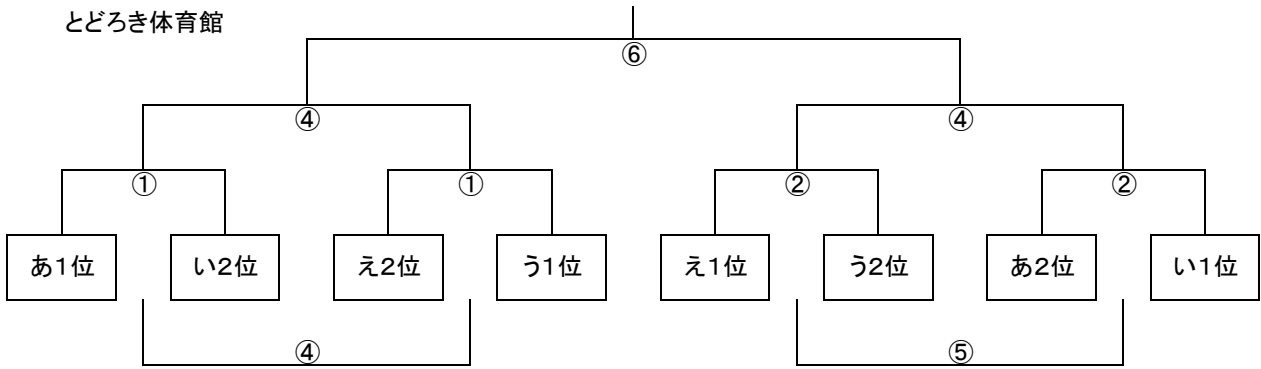 とどろき体育館
⑥
④ ④
① ① ② ②
あ1位 い2位 え2位 う1位 え1位 う2位 あ2位 い1位
④ ⑤